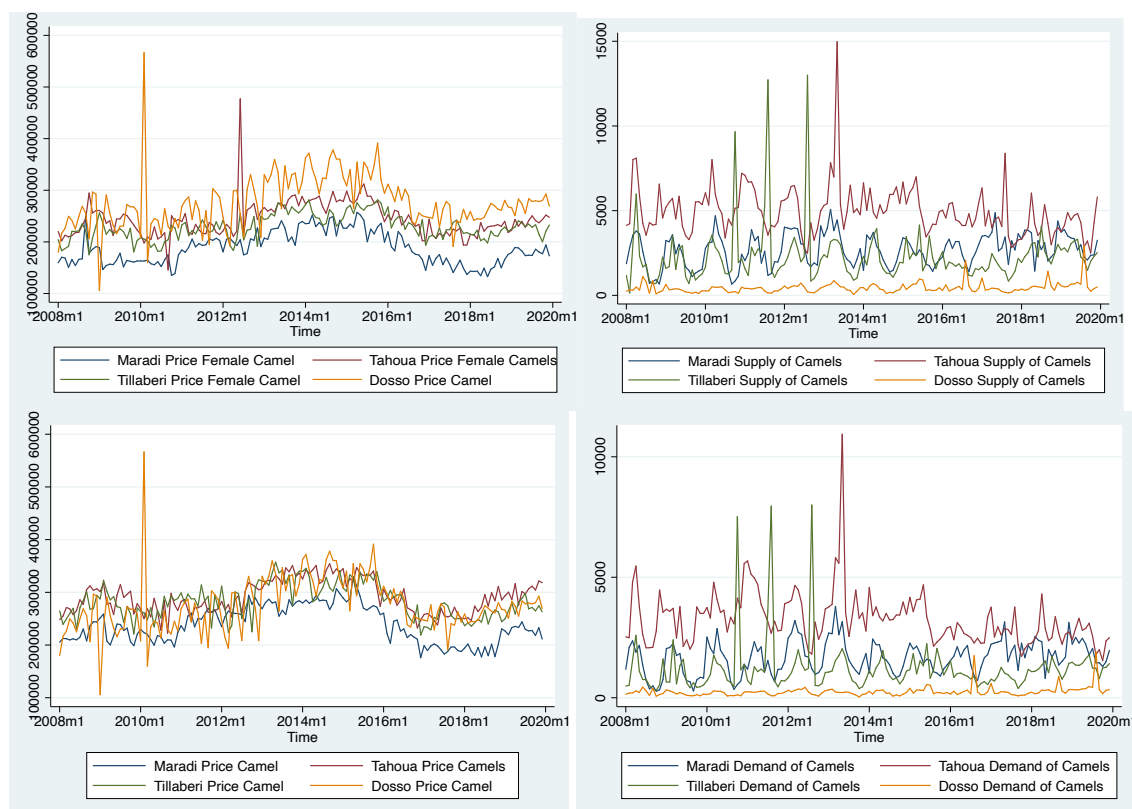 600000
500000
400000
300000
200000
100000
2008m1 2010m1 2012m1 2014m1 2016m1 2018m1 2020m1
Time
Maradi Price Female Camel Tahoua Price Female Camels
Tillaberi Price Female Camel Dosso Price Camel
15000
10000
5000
0
2008m1 2010m1 2012m1 2014m1 2016m1 2018m1 2020m1
Time
Maradi Supply of Camels Tahoua Supply of Camels
Tillaberi Supply of Camels Dosso Supply of Camels
600000
500000
400000
300000
200000
100000
2008m1 2010m1 2012m1 2014m1 2016m1 2018m1 2020m1
Time
Maradi Price Camel Tahoua Price Camels
Tillaberi Price Camel Dosso Price Camel
10000
5000
0
2008m1 2010m1 2012m1 2014m1 2016m1 2018m1 2020m1
Time
Maradi Demand of Camels Tahoua Demand of Camels
Tillaberi Demand of Camels Dosso Demand of Camels